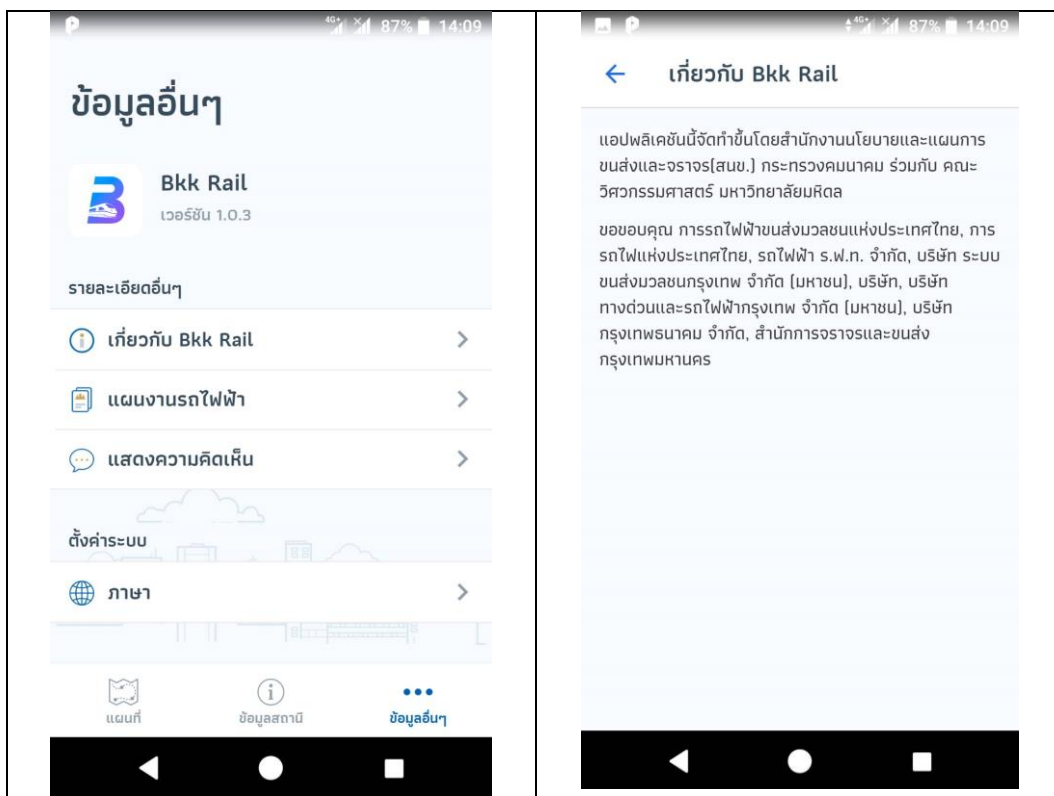 4G+ 87% 14:09
ข้อมูลอื่นๆ
Bkk Rail
เวอร์ชัน 1.0.3
รายละเอียดอื่นๆ
เกี่ยวกับ Bkk Rail
แผนงานรถไฟฟ้า
แสดงความคิดเห็น
ตั้งค่าระบบ
ภาษา
แผนที่
ข้อมูลสถานี
ข้อมูลอื่นๆ
4G+ 87% 14:09
เกี่ยวกับ Bkk Rail
แอปพลิเคชันนี้จัดทำขึ้นโดยสำนักงานนโยบายและแผนการ
ขนส่งและจราจร(สนข.) กระทรวงคมนาคม ร่วมกับ คณะ
วิศวกรรมศาสตร์ มหาวิทยาลัยมหิดล
ขอขอบคุณ การรถไฟฟ้าขนส่งมวลชนแห่งประเทศไทย, การ
รถไฟแห่งประเทศไทย, รถไฟฟ้า ร.ฟ.ท. จำกัด, บริษัท ระบบ
ขนส่งมวลชนกรุงเทพ จำกัด (มหาชน), บริษัท, บริษัท
ทางด่วนและรถไฟฟ้ากรุงเทพ จำกัด (มหาชน), บริษัท
กรุงเทพธนาคม จำกัด, สำนักการจราจรและขนส่ง
กรุงเทพมหานคร